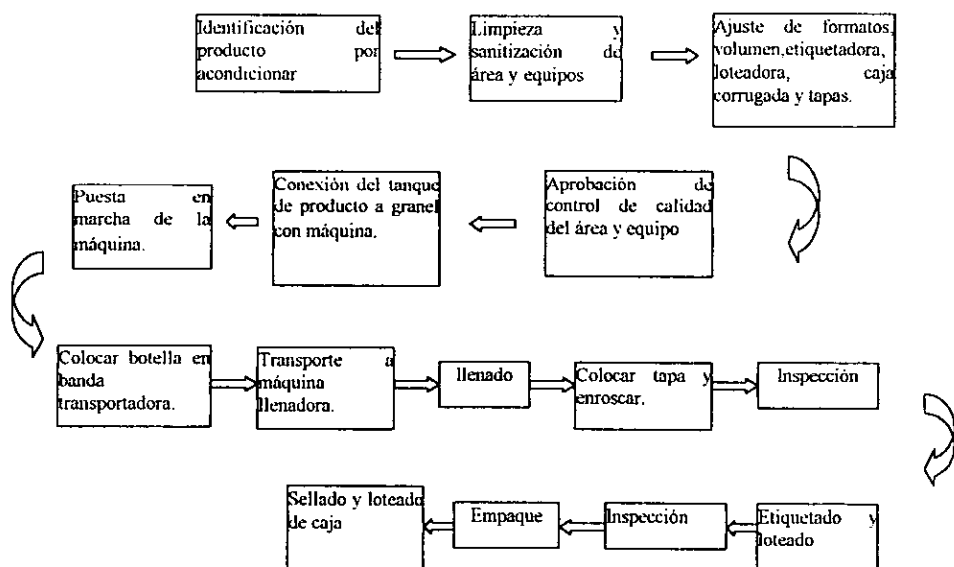 Identificación del
producto por
acondicionar
Limpieza y
sanitización de
área y equipos
Ajuste de formatos,
volumen,etiquetadora,
loteadora, caja
corrugada y tapas.
Aprobación de
control de calidad
del área y equipo
Conexión del tanque
de producto a granel
con máquina.
Puesta en
marcha de la
máquina.
Colocar botella en
banda
transportadora.
Transporte a
máquina
llenadora.
llenado
Colocar tapa y
enroscar.
Inspección
Etiquetado y
loteado
Inspección
Empaque
Sellado y loteado
de caja